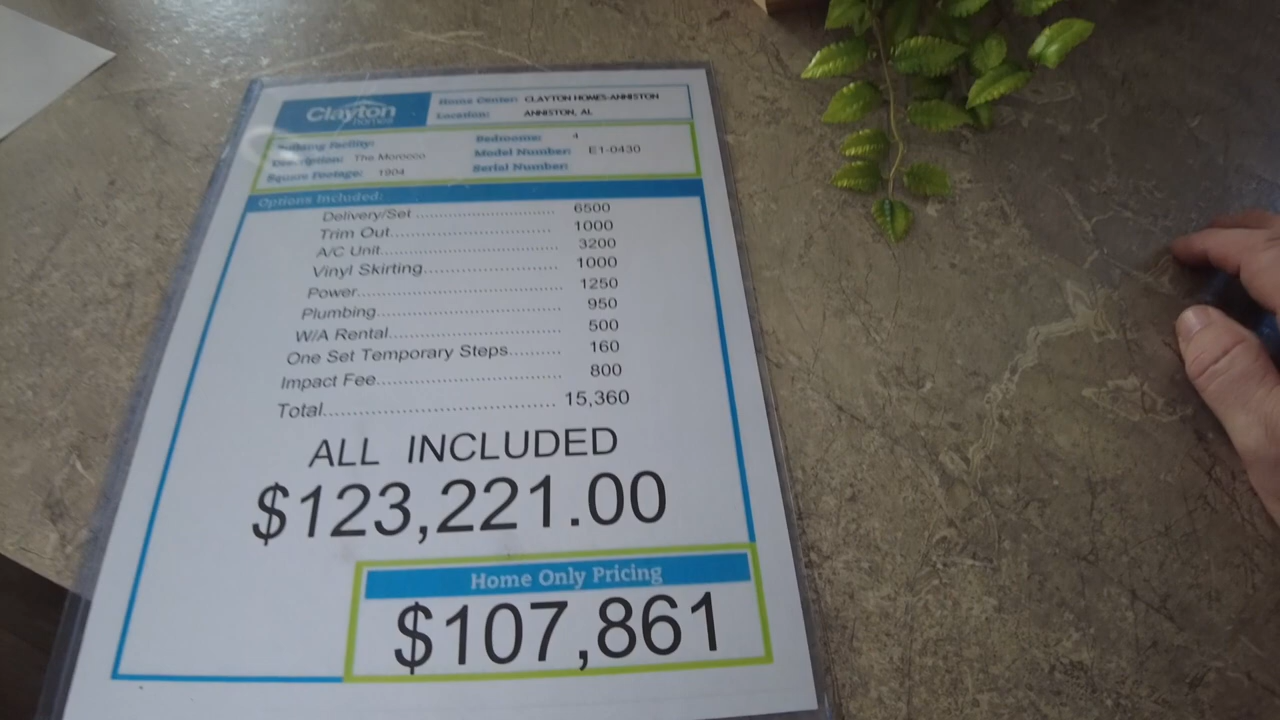 Clayton
homes
Home Center: CLAYTON HOMES-ANNISTON
Location: ANNISTON, AL
Building Facility:
Description: The Morocco
Square Footage: 1904
Bedrooms: 4
Model Number: E1-0430
Serial Number:
Options Included:
Delivery/Set ............................ 6500
Trim Out................................ 1000
A/C Unit................................. 3200
Vinyl Skirting........................ 1000
Power..................................... 1250
Plumbing................................ 950
W/A Rental.............................. 500
One Set Temporary Steps.......... 160
Impact Fee................................ 800
Total........................................ 15,360
ALL INCLUDED
$123,221.00
Home Only Pricing
$107,861